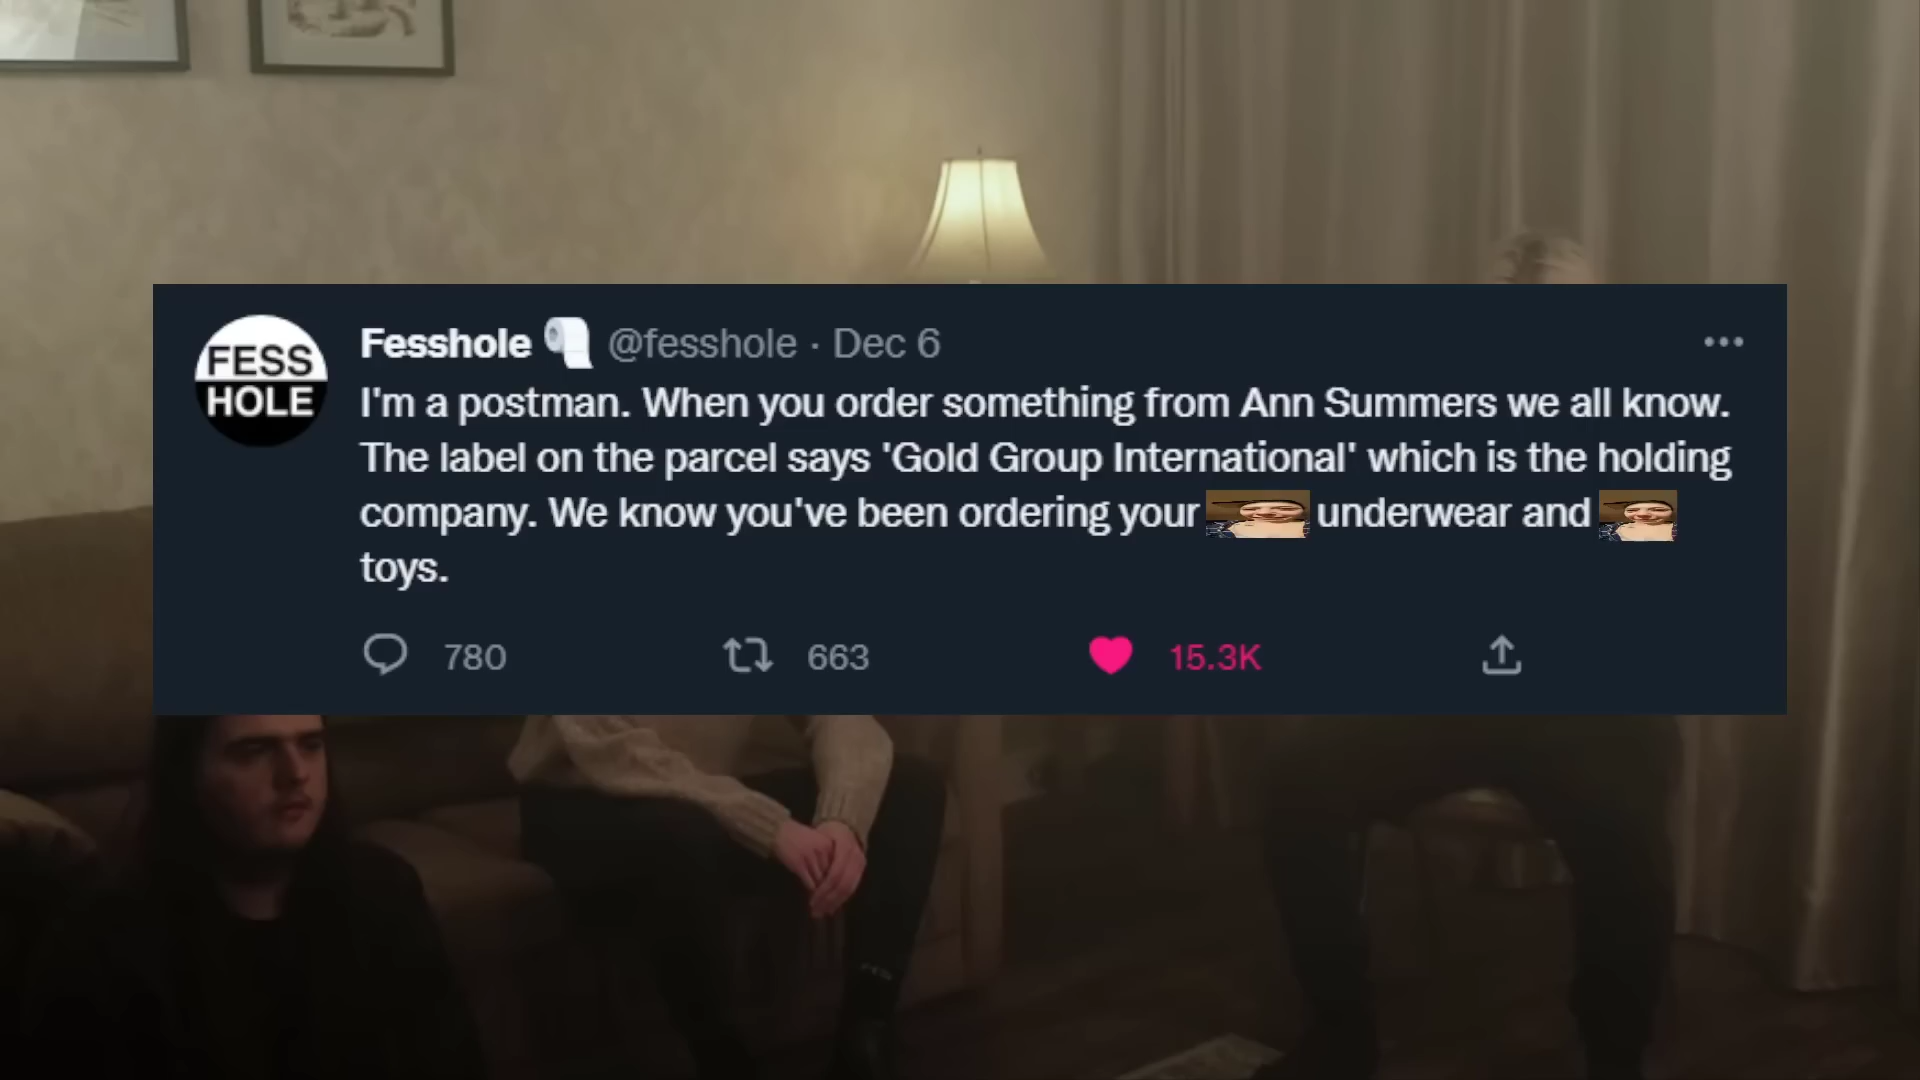 FESS
HOLE
Fesshole 🧻 @fesshole · Dec 6
I'm a postman. When you order something from Ann Summers we all know.
The label on the parcel says 'Gold Group International' which is the holding
company. We know you've been ordering your underwear and
toys.
780 663 15.3K